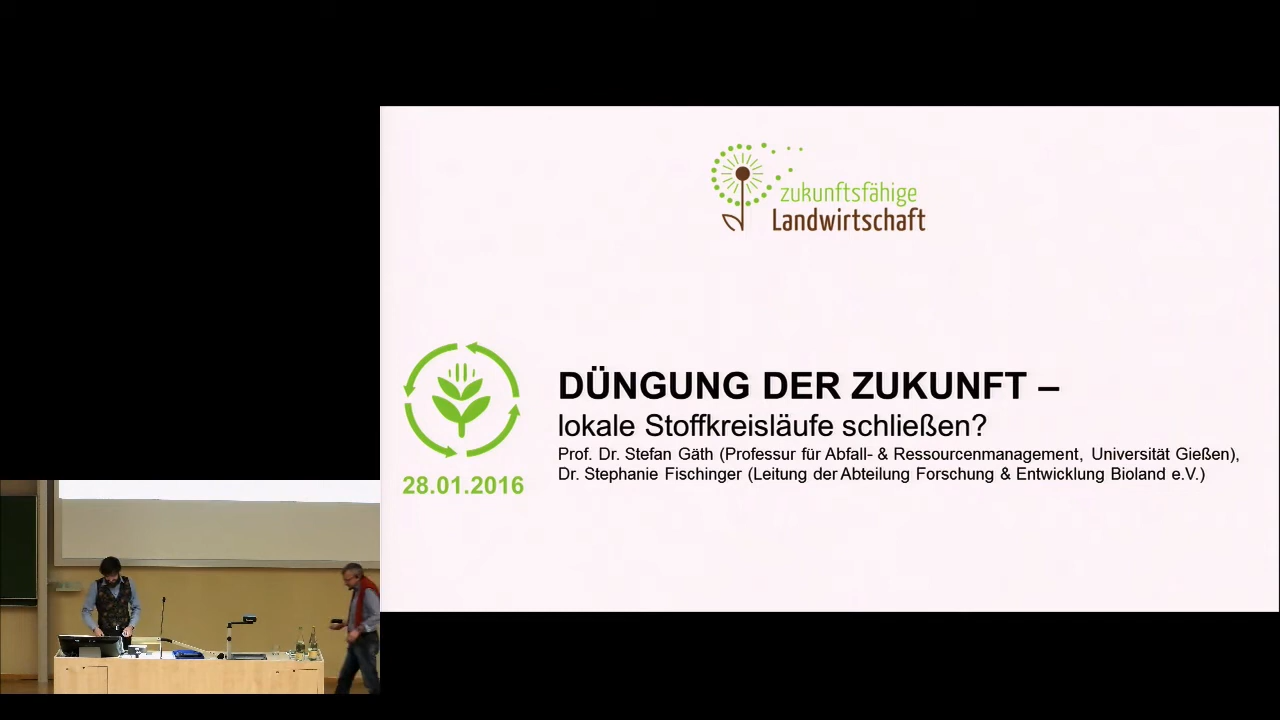 zukunftsfähige
Landwirtschaft
DÜNGUNG DER ZUKUNFT –
lokale Stoffkreisläufe schließen?
Prof. Dr. Stefan Gäth (Professur für Abfall- & Ressourcenmanagement, Universität Gießen),
Dr. Stephanie Fischinger (Leitung der Abteilung Forschung & Entwicklung Bioland e.V.)
28.01.2016